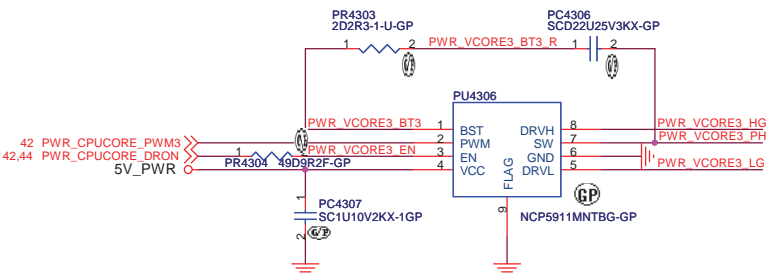 PR4303
2D2R3-1-U-GP
PC4306
SCD22U25V3KX-GP
1
2
PWR_VCORE3_BT3_R
1
2
G/P
G/P
PU4306
PWR_VCORE3_BT3
1
BST
DRVH
8
PWR_VCORE3_HG
42 PWR_CPUCORE_PWM3
2
PWM
SW
7
PWR_VCORE3_PH
42,44 PWR_CPUCORE_DRON
1
PWR_VCORE3_EN
3
EN
GND
6
PR4304 49D9R2F-GP
5V_PWR
4
VCC
DRVL
5
PWR_VCORE3_LG
FLAG
9
GP
NCP5911MNTBG-GP
1
PC4307
SC1U10V2KX-1GP
2
G/P